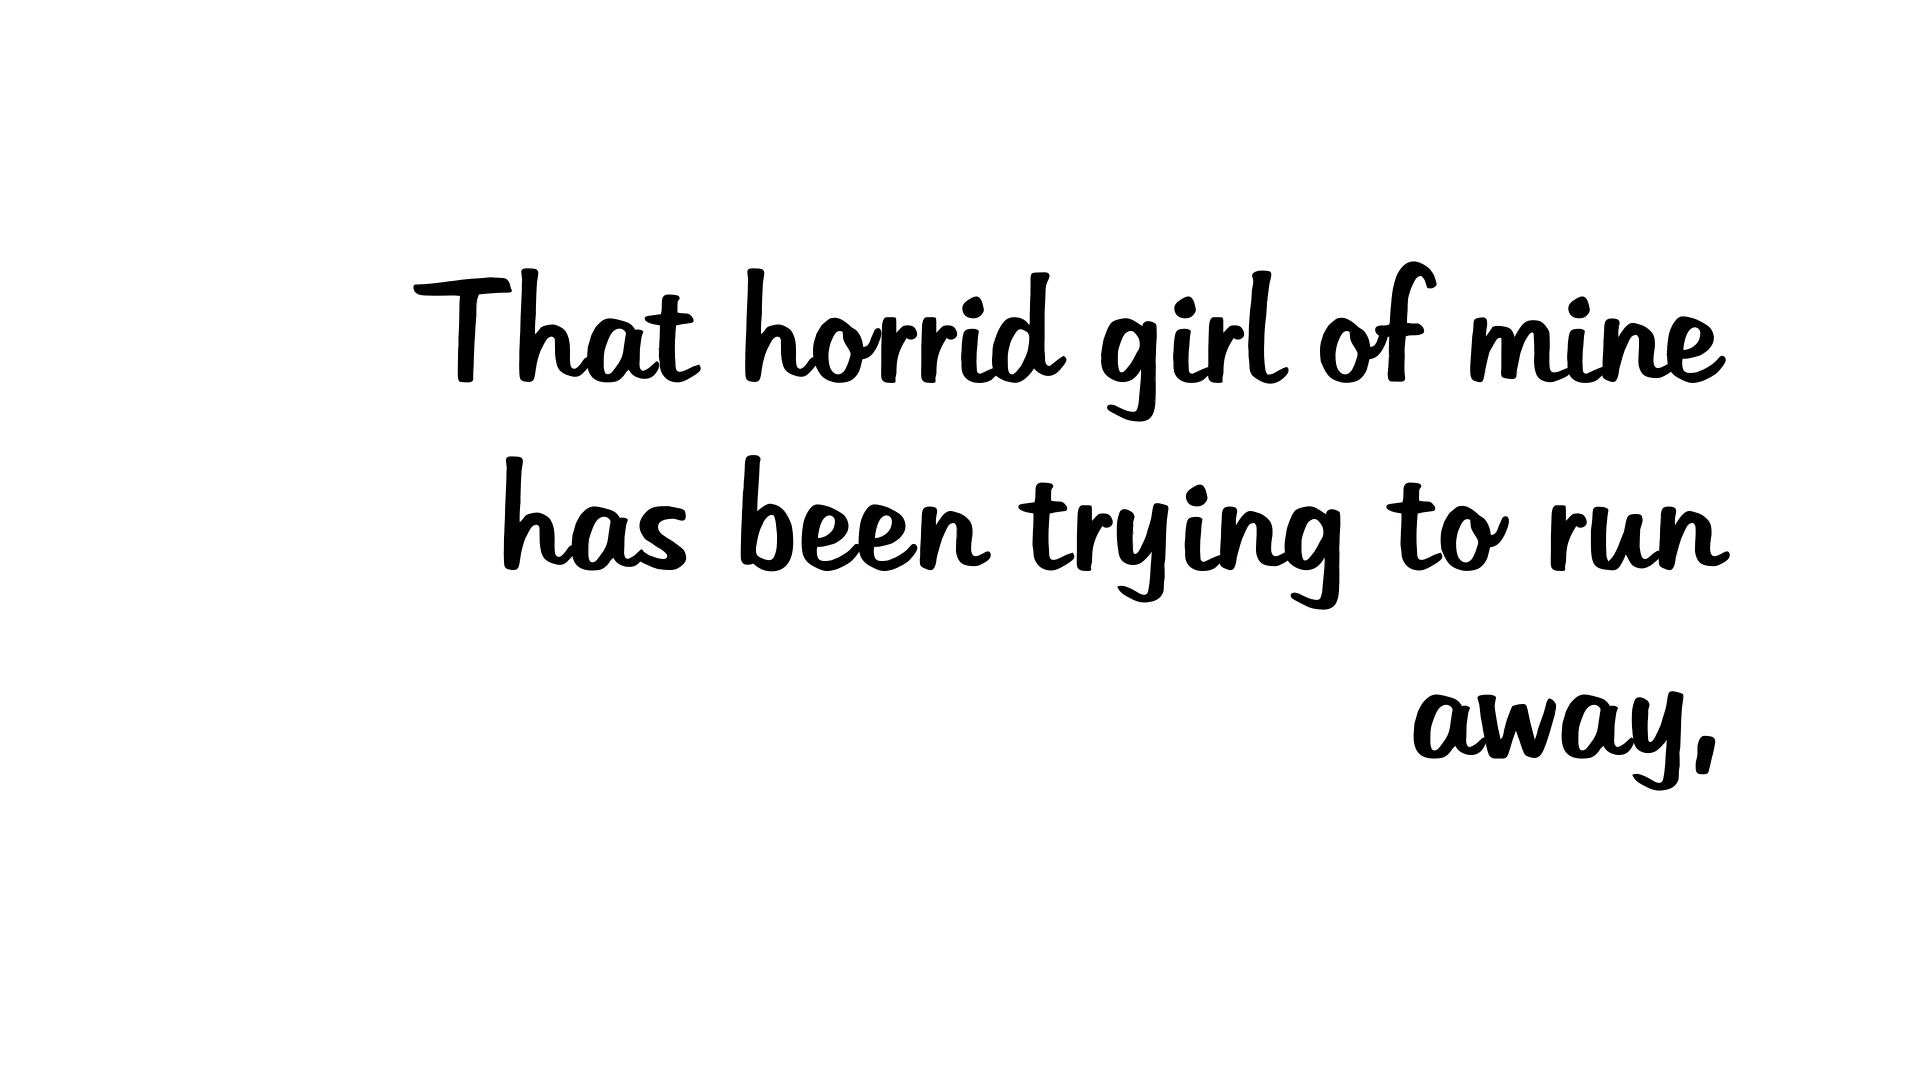 That horrid girl of mine
has been trying to run
away,